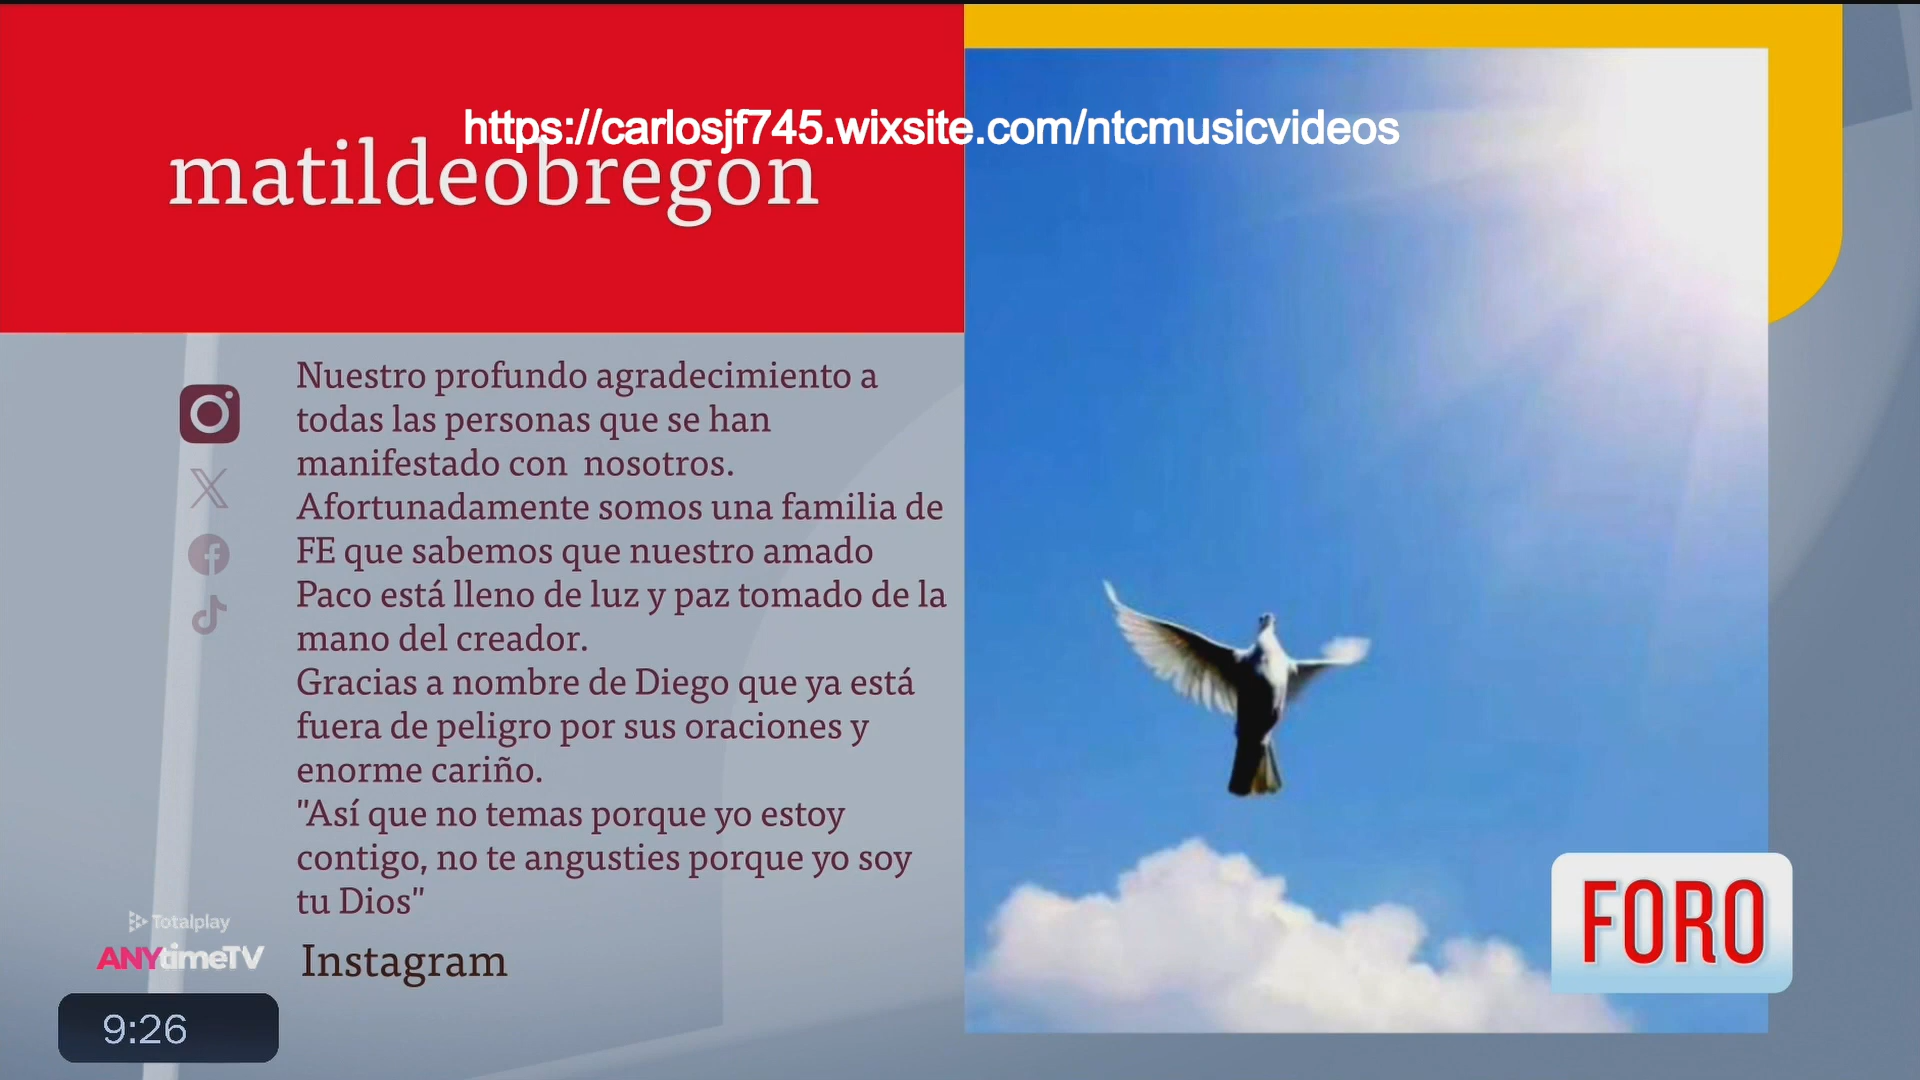 https://carlosjf745.wixsite.com/ntcmusicvideos
matildeobregon
Nuestro profundo agradecimiento a
todas las personas que se han
manifestado con  nosotros.
Afortunadamente somos una familia de
FE que sabemos que nuestro amado
Paco está lleno de luz y paz tomado de la
mano del creador.
Gracias a nombre de Diego que ya está
fuera de peligro por sus oraciones y
enorme cariño.
"Así que no temas porque yo estoy
contigo, no te angusties porque yo soy
tu Dios"
Instagram
Totalplay
ANYtimeTV
9:26
FORO